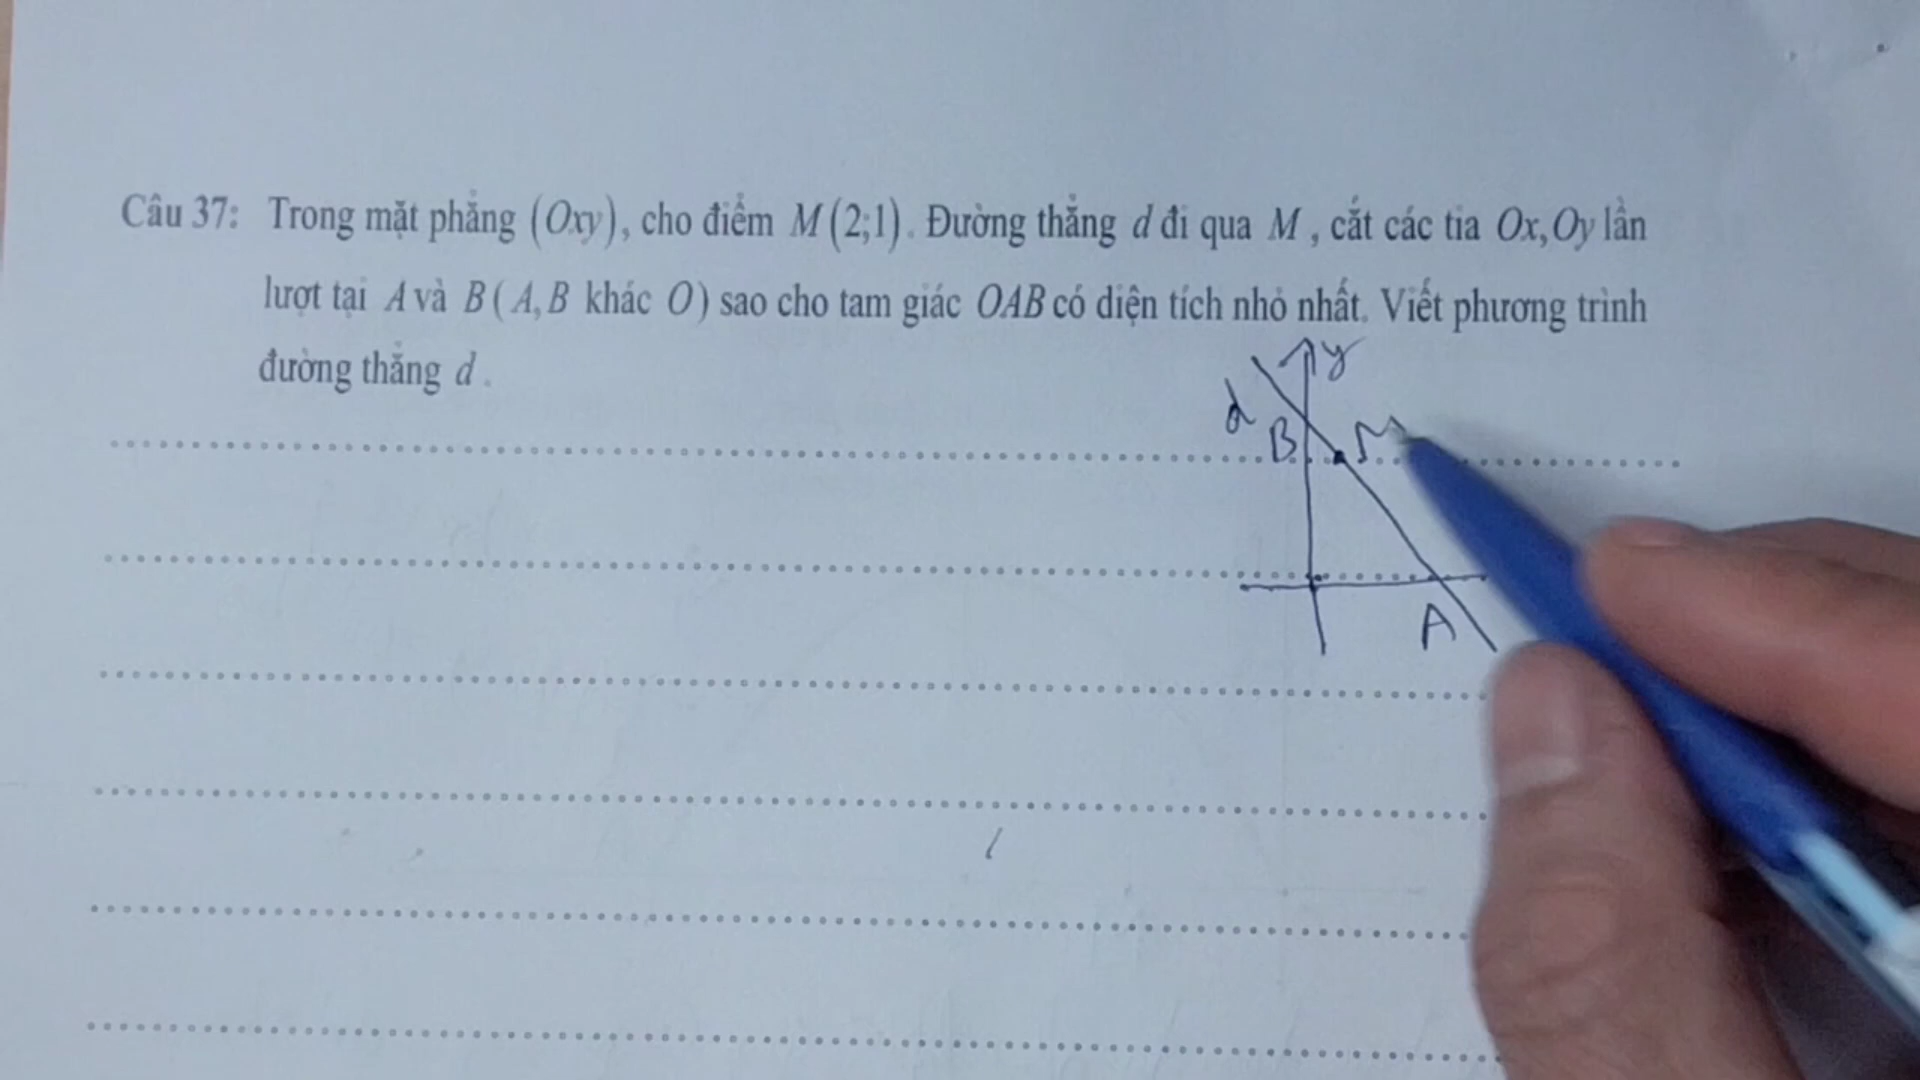 Câu 37: Trong mặt phẳng (Oxy), cho điểm M(2;1). Đường thẳng d đi qua M, cắt các tia Ox,Oy lần
lượt tại A và B( A,B khác O) sao cho tam giác OAB có diện tích nhỏ nhất. Viết phương trình
đường thẳng d.
y
d
B
M
A